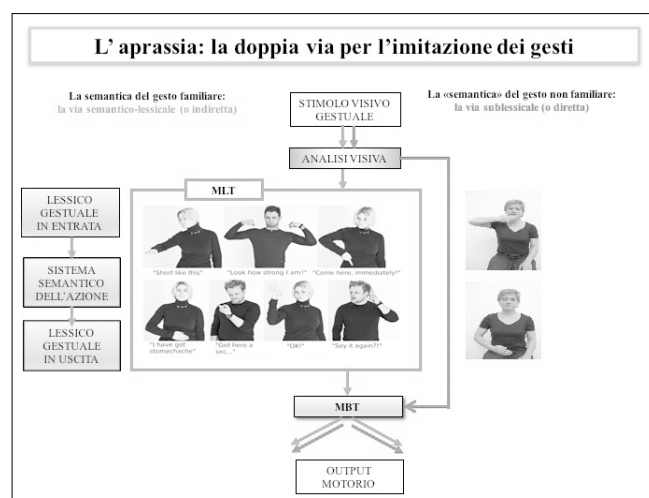 L’ aprassia: la doppia via per l’imitazione dei gesti
La semantica del gesto familiare:
la via semantico-lessicale (o indiretta)
STIMOLO VISIVO
GESTUALE
La «semantica» del gesto non familiare:
la via sublessicale (o diretta)
ANALISI VISIVA
MLT
LESSICO
GESTUALE
IN ENTRATA
SISTEMA
SEMANTICO
DELL'AZIONE
LESSICO
GESTUALE
IN USCITA
"Short like this"
"Look how strong I am!"
"Come here, immediately!"
"I have got
stomachache"
"Get here a
sec..."
"OK!"
"Say it again?!"
MBT
OUTPUT
MOTORIO